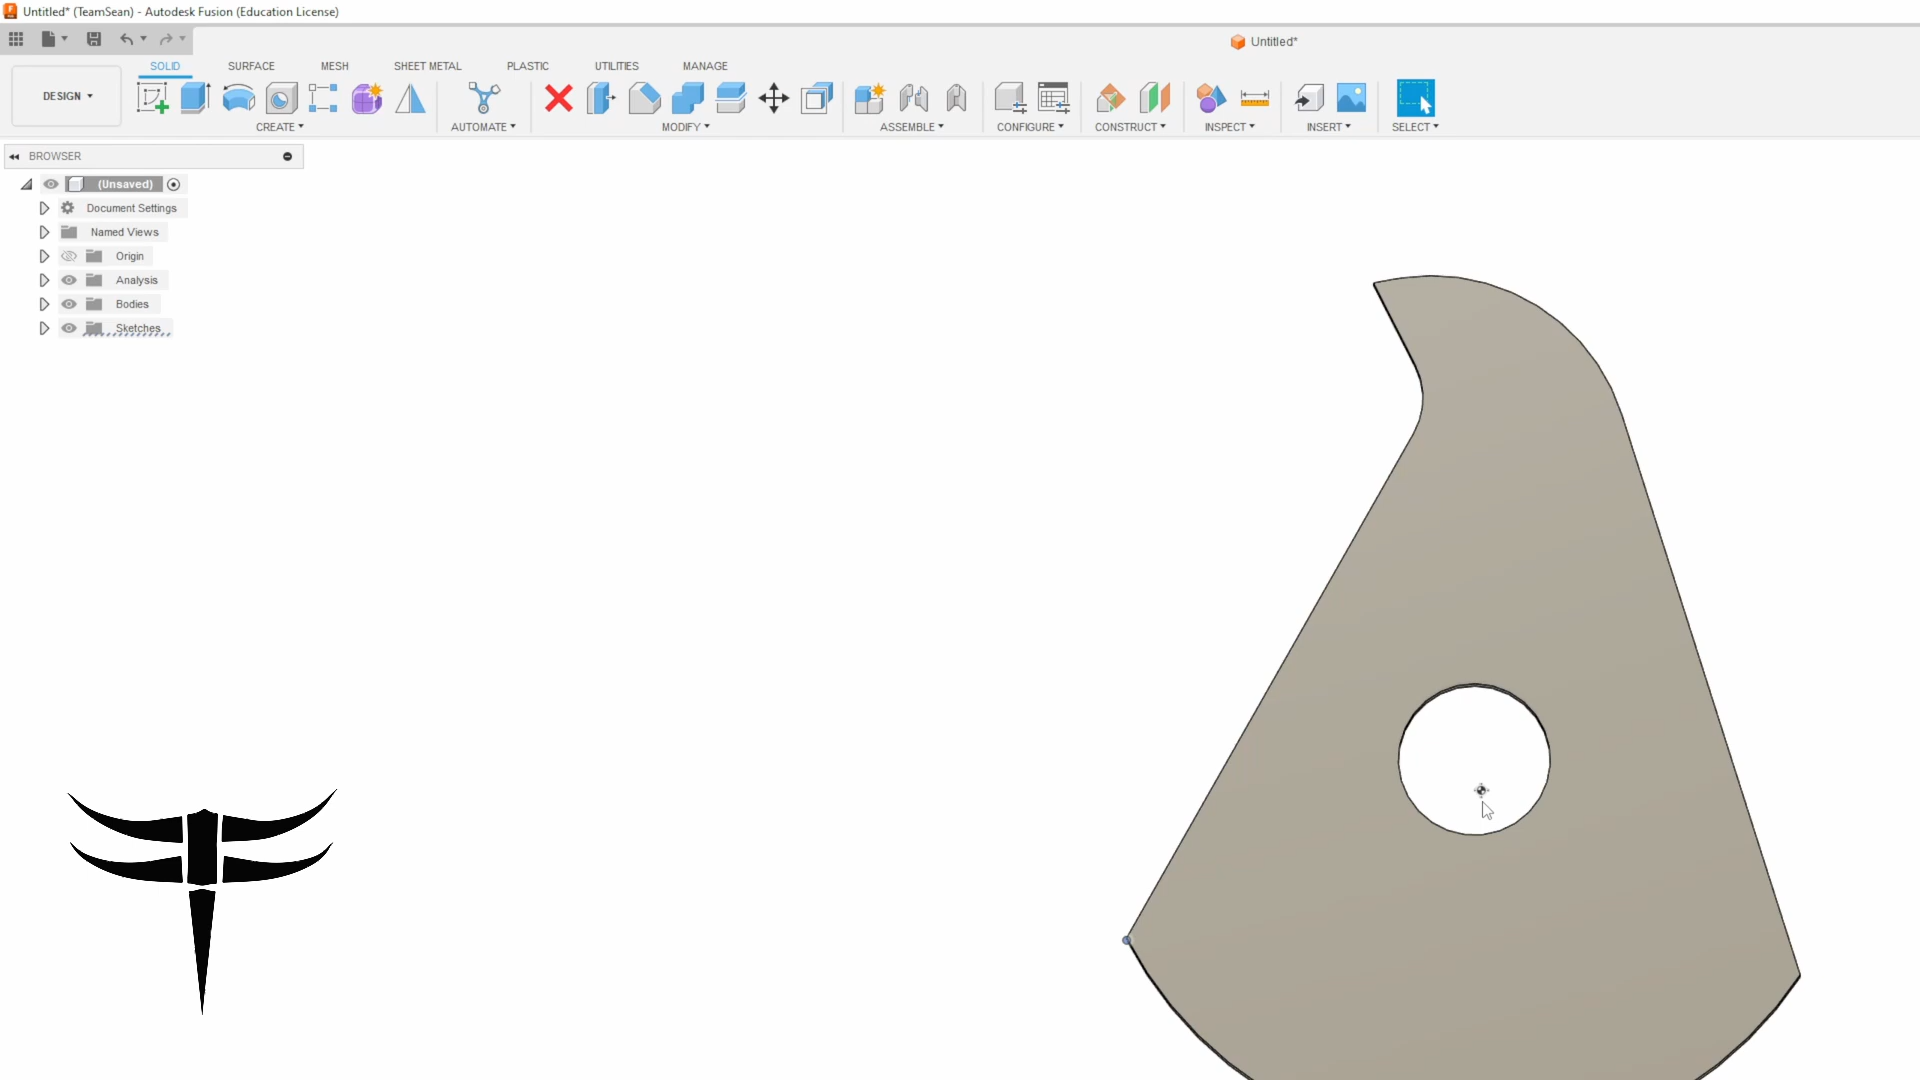 Untitled* (TeamSean) - Autodesk Fusion (Education License)
Untitled*
SOLID SURFACE MESH SHEET METAL PLASTIC UTILITIES MANAGE
DESIGN
CREATE AUTOMATE MODIFY ASSEMBLE CONFIGURE CONSTRUCT INSPECT INSERT SELECT
BROWSER
(Unsaved)
Document Settings
Named Views
Origin
Analysis
Bodies
Sketches